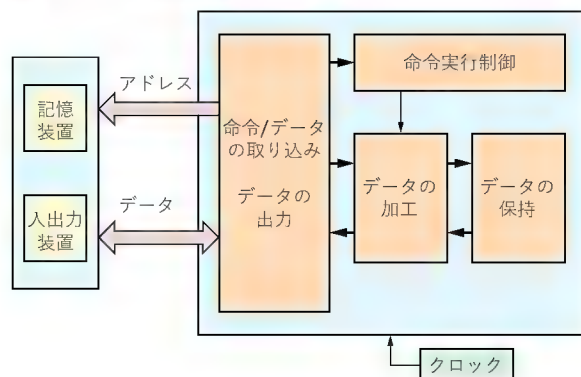 アドレス
記憶
装置
データ
入出力
装置
命令/データ
の取り込み
データの
出力
命令実行制御
データの
加工
データの
保持
クロック